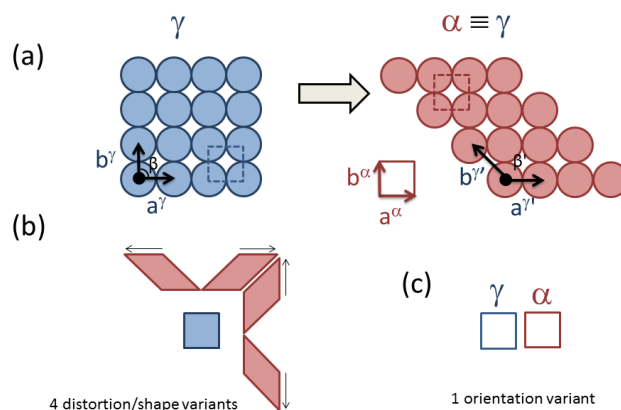 γ
α ≡ γ
(a)
b^γ
β
a^γ
b^α
a^α
b^γ'
β'
a^γ'
(b)
(c)
γ α
4 distortion/shape variants
1 orientation variant